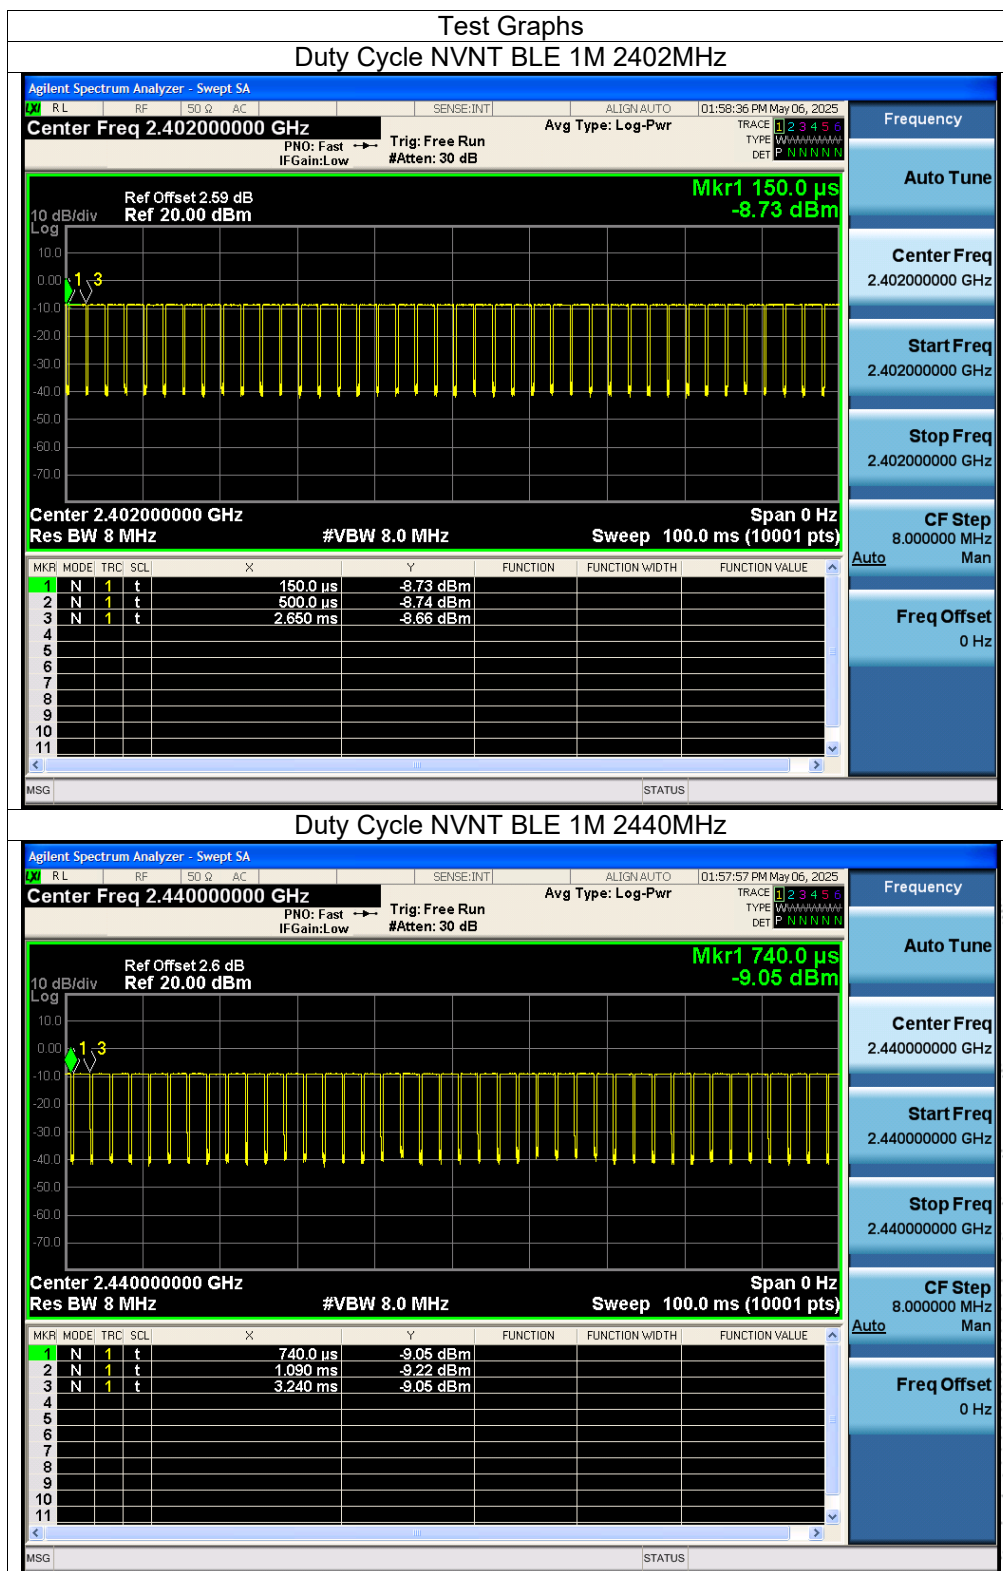 Test Graphs
Duty Cycle NVNT BLE 1M 2402MHz
Agilent Spectrum Analyzer - Swept SA
LXI RL RF 50 Ω AC SENSE:INT ALIGN AUTO 01:58:36 PM May 06, 2025
Center Freq 2.402000000 GHz Avg Type: Log-Pwr TRACE 1 2 3 4 5 6
PNO: Fast Trig: Free Run TYPE WWWWWW
IFGain:Low #Atten: 30 dB DET P N N N N N
Frequency
Auto Tune
Mkr1 150.0 µs
-8.73 dBm
Ref Offset 2.59 dB
10 dB/div Ref 20.00 dBm
Log
10.0
0.00
-10.0
-20.0
-30.0
-40.0
-50.0
-60.0
-70.0
1 3
Center Freq
2.402000000 GHz
Start Freq
2.402000000 GHz
Stop Freq
2.402000000 GHz
Center 2.402000000 GHz Span 0 Hz
Res BW 8 MHz #VBW 8.0 MHz Sweep 100.0 ms (10001 pts)
CF Step
8.000000 MHz
Auto Man
MKR MODE TRC SCL X Y FUNCTION FUNCTION WIDTH FUNCTION VALUE
1 N 1 t 150.0 µs -8.73 dBm
2 N 1 t 500.0 µs -8.74 dBm
3 N 1 t 2.650 ms -8.66 dBm
4
5
6
7
8
9
10
11
Freq Offset
0 Hz
MSG STATUS
Duty Cycle NVNT BLE 1M 2440MHz
Agilent Spectrum Analyzer - Swept SA
LXI RL RF 50 Ω AC SENSE:INT ALIGN AUTO 01:57:57 PM May 06, 2025
Center Freq 2.440000000 GHz Avg Type: Log-Pwr TRACE 1 2 3 4 5 6
PNO: Fast Trig: Free Run TYPE WWWWWW
IFGain:Low #Atten: 30 dB DET P N N N N N
Frequency
Auto Tune
Mkr1 740.0 µs
-9.05 dBm
Ref Offset 2.6 dB
10 dB/div Ref 20.00 dBm
Log
10.0
0.00
-10.0
-20.0
-30.0
-40.0
-50.0
-60.0
-70.0
1 3
Center Freq
2.440000000 GHz
Start Freq
2.440000000 GHz
Stop Freq
2.440000000 GHz
Center 2.440000000 GHz Span 0 Hz
Res BW 8 MHz #VBW 8.0 MHz Sweep 100.0 ms (10001 pts)
CF Step
8.000000 MHz
Auto Man
MKR MODE TRC SCL X Y FUNCTION FUNCTION WIDTH FUNCTION VALUE
1 N 1 t 740.0 µs -9.05 dBm
2 N 1 t 1.090 ms -9.22 dBm
3 N 1 t 3.240 ms -9.05 dBm
4
5
6
7
8
9
10
11
Freq Offset
0 Hz
MSG STATUS